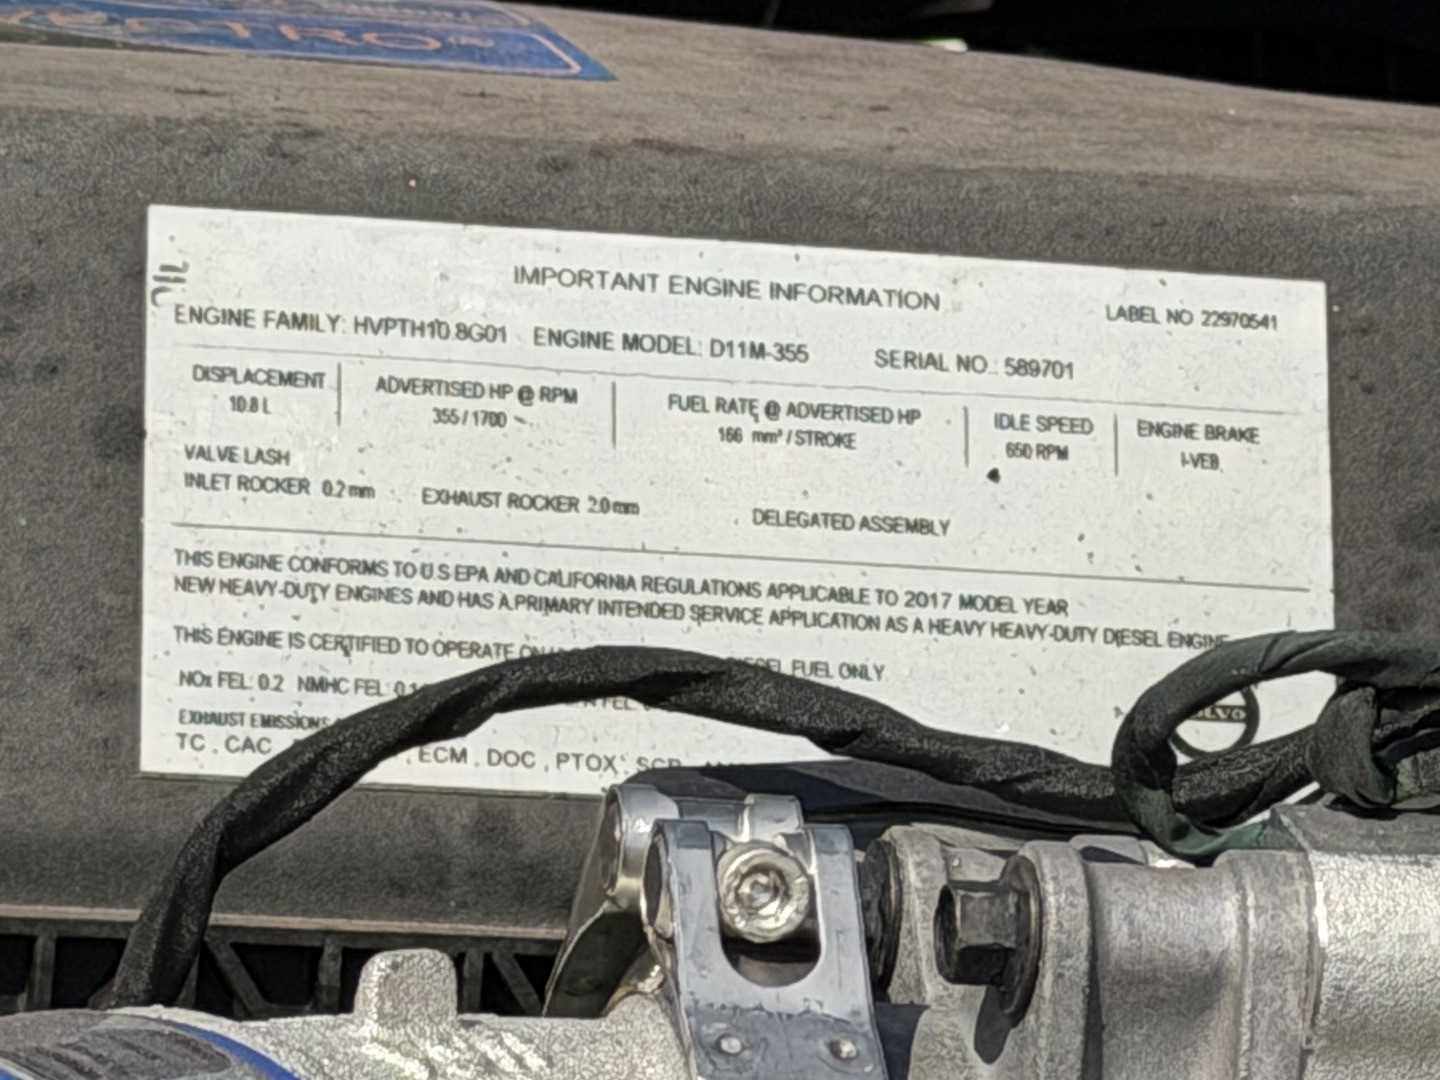 CTRO
OIL
IMPORTANT ENGINE INFORMATION
LABEL NO 22970541
ENGINE FAMILY: HVPTH10.8G01 ENGINE MODEL: D11M-355 SERIAL NO.: 589701
DISPLACEMENT ADVERTISED HP @ RPM FUEL RATE @ ADVERTISED HP IDLE SPEED ENGINE BRAKE
10.8 L 355 / 1700 166 mm³ / STROKE 650 RPM I-VEB
VALVE LASH
INLET ROCKER 0.2 mm EXHAUST ROCKER 2.0 mm DELEGATED ASSEMBLY
THIS ENGINE CONFORMS TO U.S EPA AND CALIFORNIA REGULATIONS APPLICABLE TO 2017 MODEL YEAR
NEW HEAVY-DUTY ENGINES AND HAS A PRIMARY INTENDED SERVICE APPLICATION AS A HEAVY HEAVY-DUTY DIESEL ENGINE
THIS ENGINE IS CERTIFIED TO OPERATE ON FUEL ONLY
NOx FEL: 0.2 NMHC FEL:
EXHAUST EMISSIONS
TC , CAC , ECM , DOC , PTOX , SCR
VOLVO